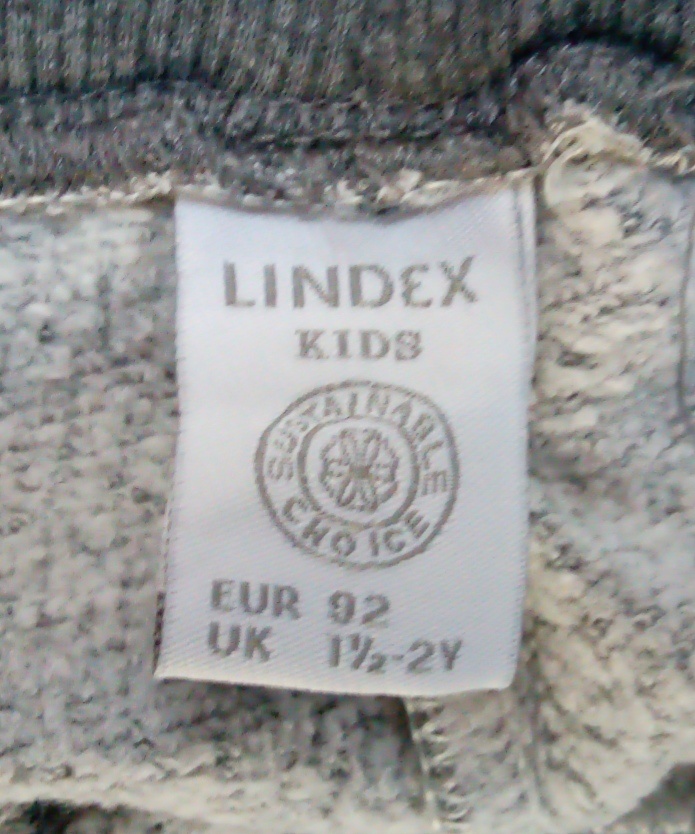 LINDEX
KIDS
SUSTAINABLE
CHOICE
EUR 92
UK 1½-2Y